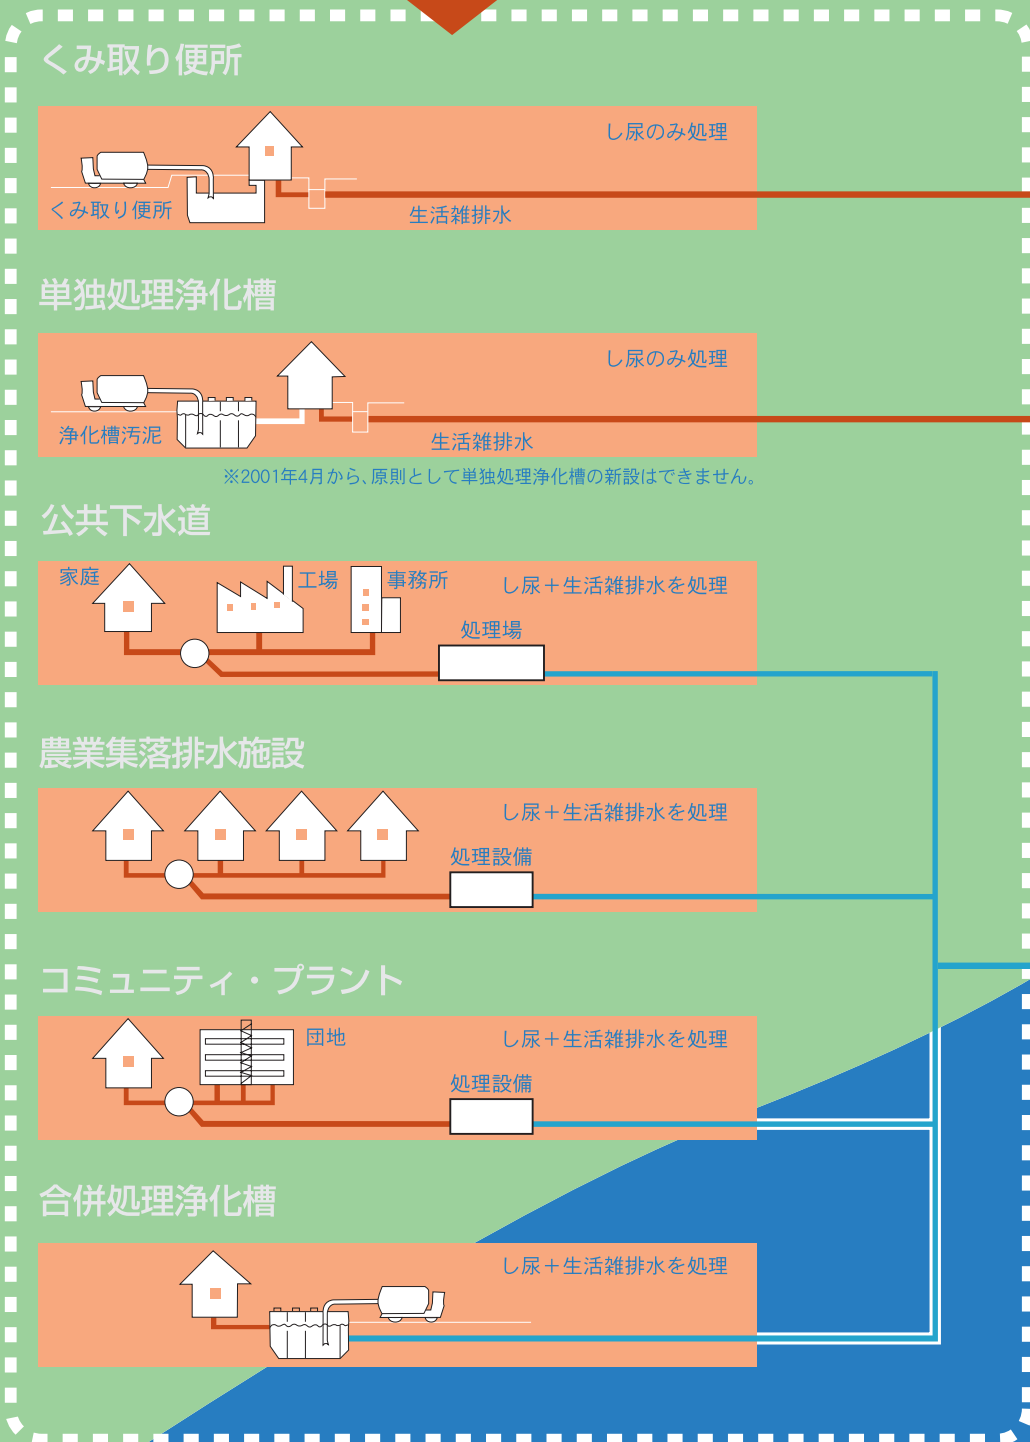 くみ取り便所
し尿のみ処理
くみ取り便所
生活雑排水
単独処理浄化槽
し尿のみ処理
浄化槽汚泥
生活雑排水
※2001年4月から、原則として単独処理浄化槽の新設はできません。
公共下水道
家庭
工場
事務所
し尿＋生活雑排水を処理
処理場
農業集落排水施設
し尿＋生活雑排水を処理
処理設備
コミュニティ・プラント
団地
し尿＋生活雑排水を処理
処理設備
合併処理浄化槽
し尿＋生活雑排水を処理